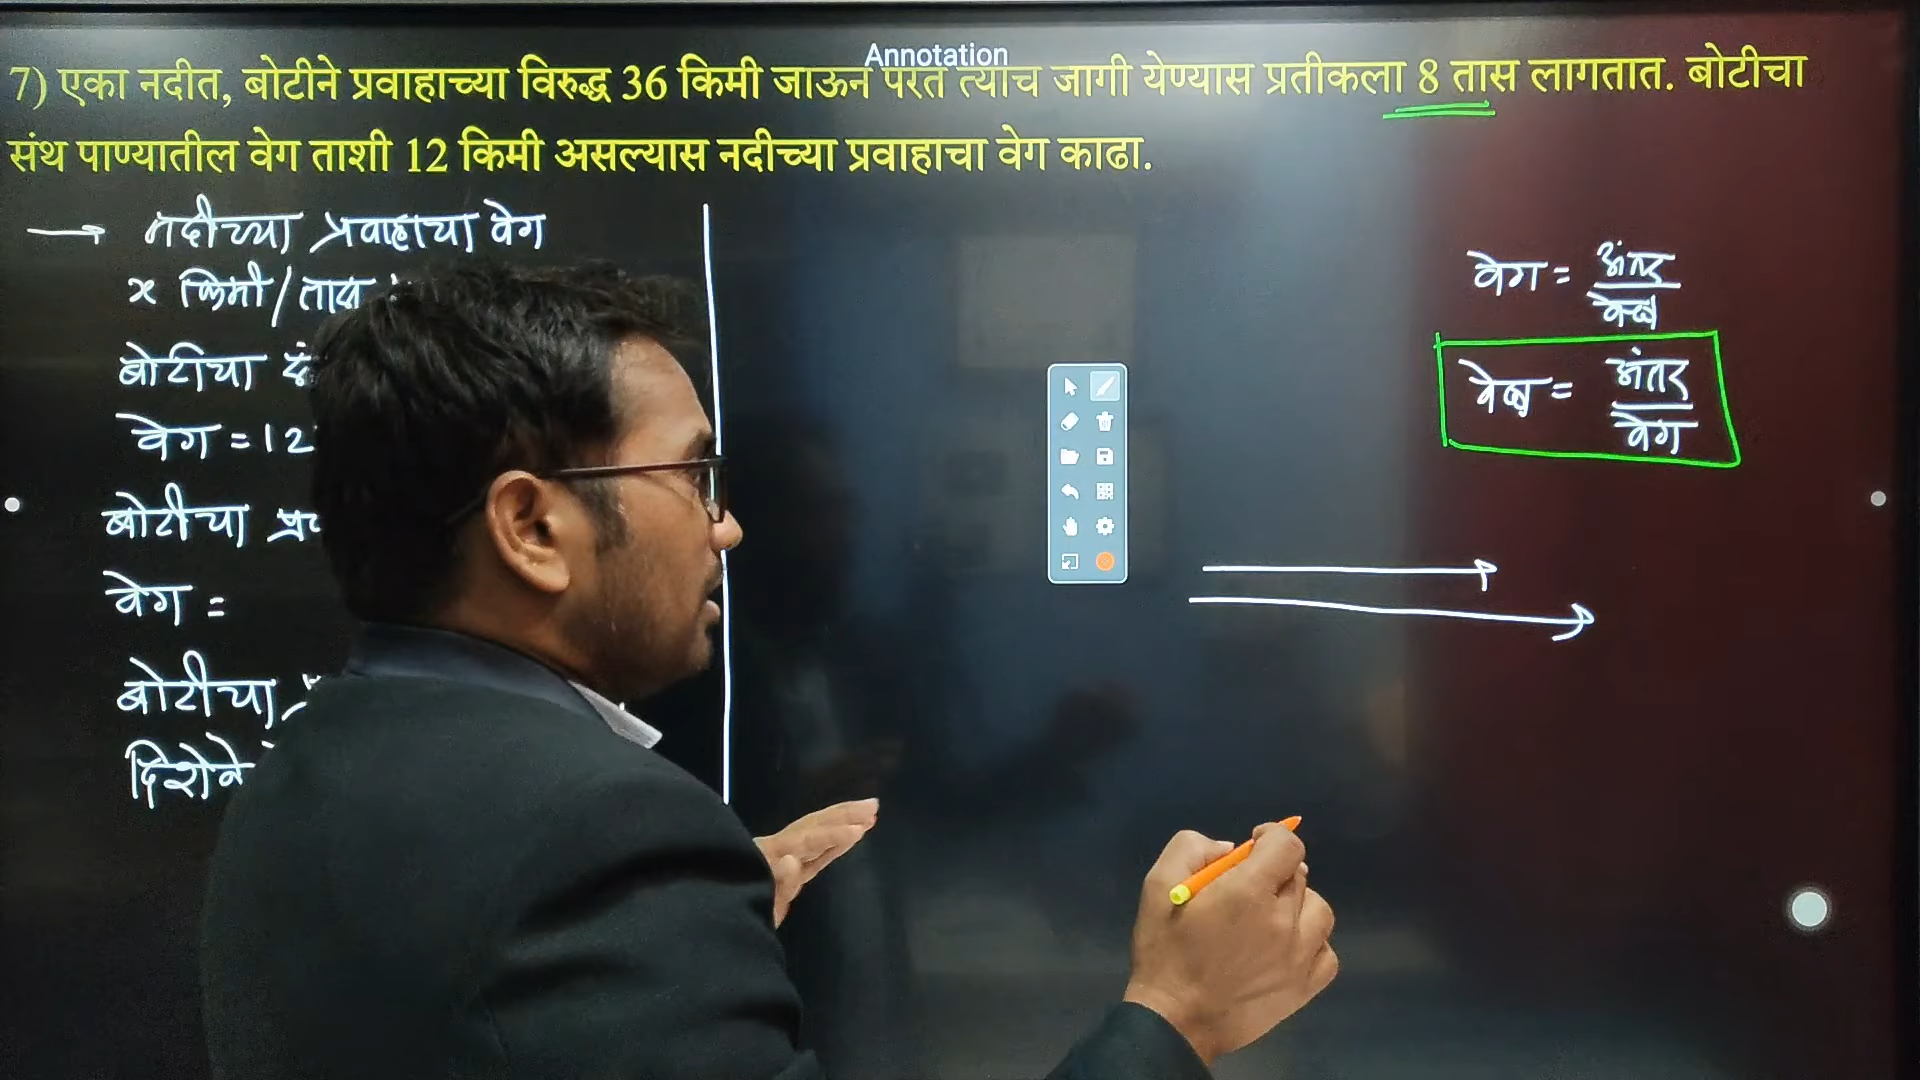 Annotation
7) एका नदीत, बोटीने प्रवाहाच्या विरुद्ध 36 किमी जाऊन परत त्याच जागी येण्यास प्रतीकला 8 तास लागतात. बोटीचा
संथ पाण्यातील वेग ताशी 12 किमी असल्यास नदीच्या प्रवाहाचा वेग काढा.
→ नदीच्या प्रवाहाचा वेग
x किमी/तास
बोटीचा
वेग = 12
बोटीचा
वेग =
बोटीचा
दिशेने
वेग = अंतर / वेळ
वेळ = अंतर / वेग